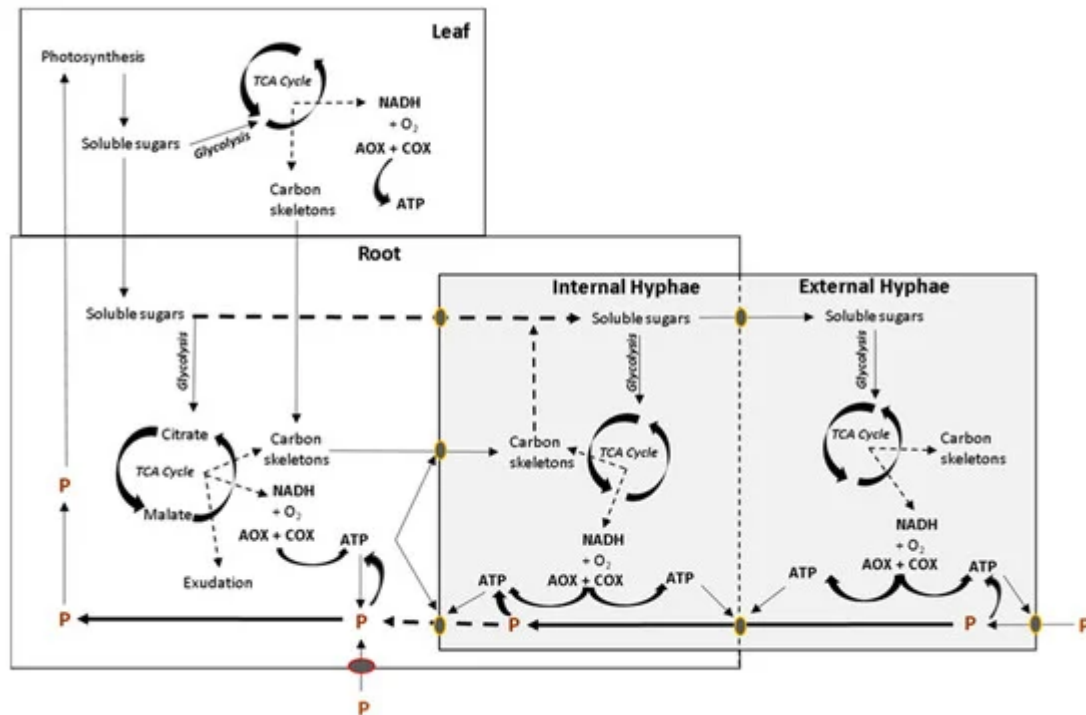 Leaf
Photosynthesis
TCA Cycle
NADH
+ O₂
AOX + COX
ATP
Soluble sugars
Glycolysis
Carbon
skeletons
Root
Internal Hyphae
External Hyphae
Soluble sugars
Soluble sugars
Soluble sugars
Glycolysis
Glycolysis
Glycolysis
Citrate
TCA Cycle
Malate
Carbon
skeletons
NADH
+ O₂
AOX + COX
ATP
Exudation
Carbon
skeletons
TCA Cycle
NADH
+ O₂
AOX + COX
ATP
ATP
TCA Cycle
Carbon
skeletons
NADH
+ O₂
AOX + COX
ATP
ATP
P
P
P
P
P
P
P